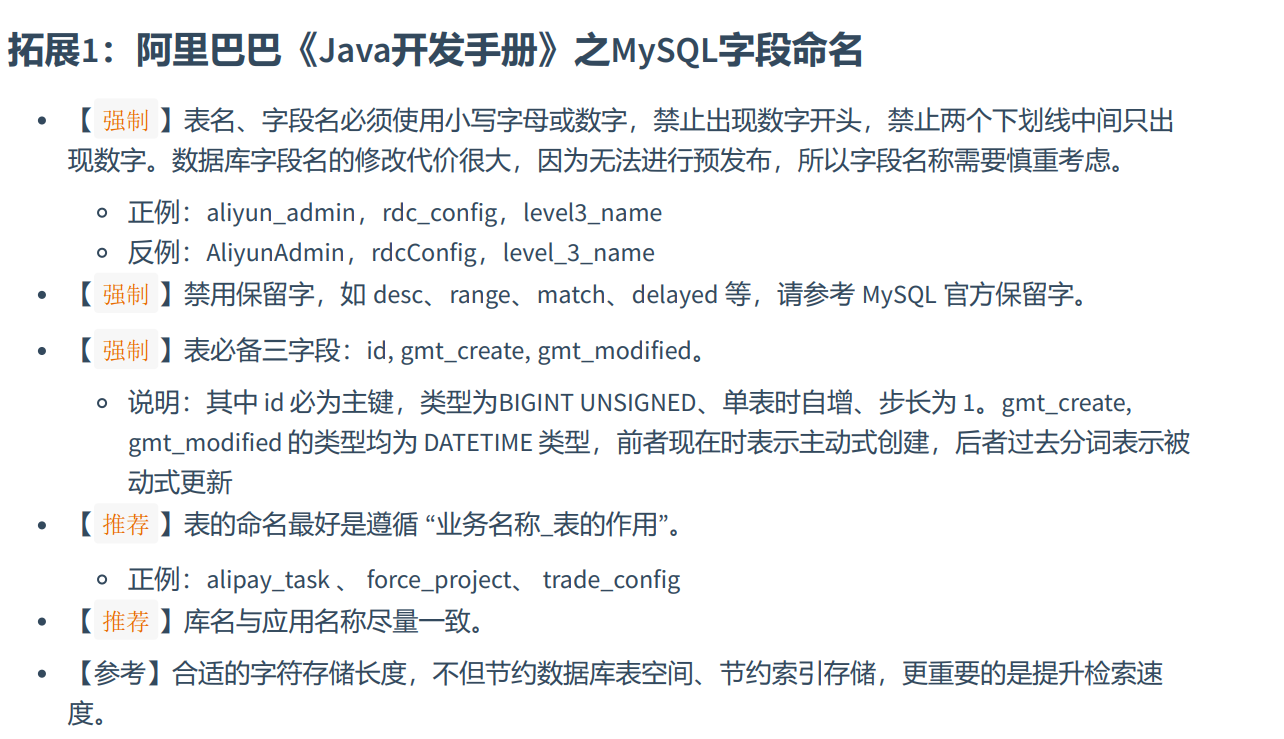 拓展1：阿里巴巴《Java开发手册》之MySQL字段命名
【 强制 】表名、字段名必须使用小写字母或数字，禁止出现数字开头，禁止两个下划线中间只出
现数字。数据库字段名的修改代价很大，因为无法进行预发布，所以字段名称需要慎重考虑。
正例：aliyun_admin，rdc_config，level3_name
反例：AliyunAdmin，rdcConfig，level_3_name
【 强制 】禁用保留字，如 desc、range、match、delayed 等，请参考 MySQL 官方保留字。
【 强制 】表必备三字段：id, gmt_create, gmt_modified。
说明：其中 id 必为主键，类型为BIGINT UNSIGNED、单表时自增、步长为 1。gmt_create,
gmt_modified 的类型均为 DATETIME 类型，前者现在时表示主动式创建，后者过去分词表示被
动式更新
【 推荐 】表的命名最好是遵循 “业务名称_表的作用”。
正例：alipay_task 、 force_project、 trade_config
【 推荐 】库名与应用名称尽量一致。
【参考】合适的字符存储长度，不但节约数据库表空间、节约索引存储，更重要的是提升检索速
度。